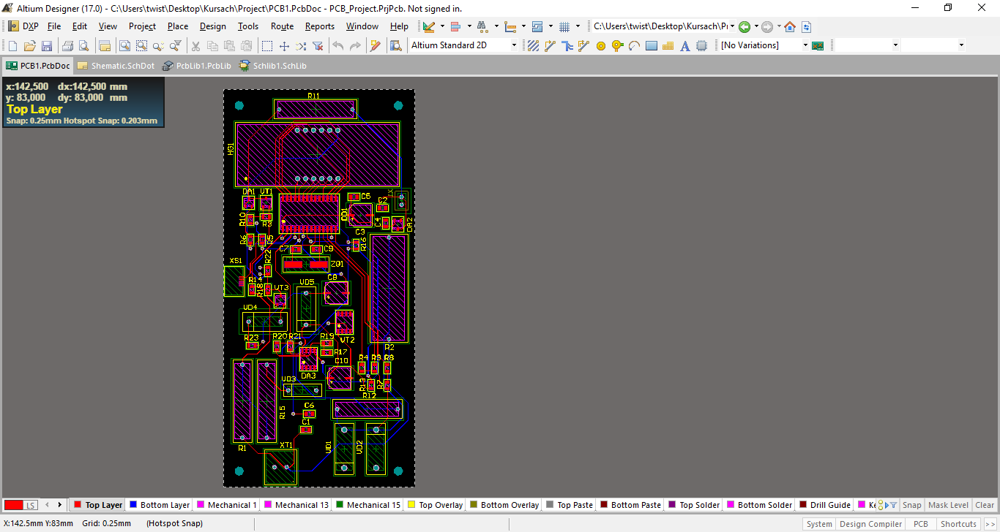 Altium Designer (17.0) - C:\Users\twist\Desktop\Kursach\Project\PCB1.PcbDoc - PCB_Project.PrjPcb. Not signed in.
DXP File Edit View Project Place Design Tools Route Reports Window Help C:\Users\twist\Desktop\Kursach\Pr
Altium Standard 2D [No Variations]
PCB1.PcbDoc Shematic.SchDot PcbLib1.PcbLib Schlib1.SchLib
x:142,500 dx:142,500 mm
y: 83,000 dy: 83,000 mm
Top Layer
Snap: 0.25mm Hotspot Snap: 0.203mm
R11
HG1
DA1 VT1
C5
C2
R10
R3
DD1
C4
DA2
C3
R6
R5
R16
C7
C9
R22
XS1
ZQ1
R14
VD5
C8
R18
VT3
VD4
VT2
R23
R20
R21
R19
R2
R17
C10
R4
R9
R8
DA3
VD3
R13
R7
R12
R15
C6
C1
R1
XT1
VD1
VD2
LS Top Layer Bottom Layer Mechanical 1 Mechanical 13 Mechanical 15 Top Overlay Bottom Overlay Top Paste Bottom Paste Top Solder Bottom Solder Drill Guide Ke Snap Mask Level Clear
X:142.5mm Y:83mm Grid: 0.25mm (Hotspot Snap) System Design Compiler PCB Shortcuts >>